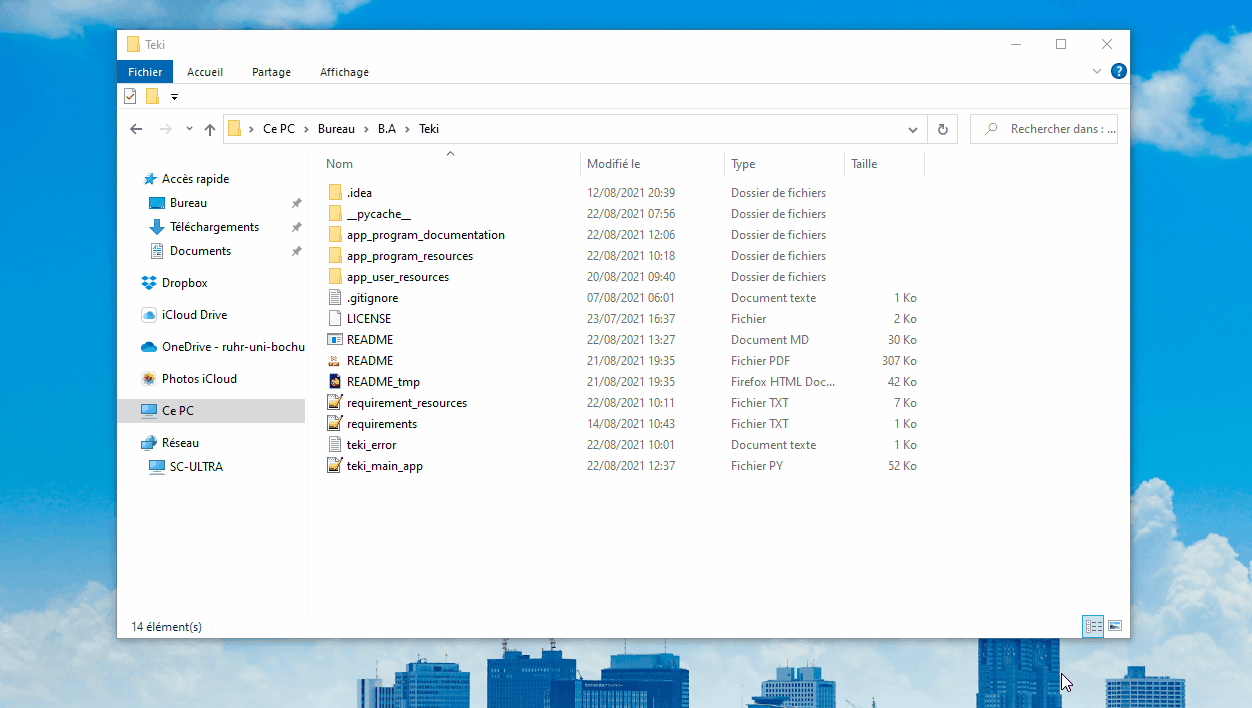 Teki
Fichier Accueil Partage Affichage
Ce PC Bureau B.A Teki Rechercher dans : ...
Nom Modifié le Type Taille
Accès rapide
Bureau
Téléchargements
Documents
Dropbox
iCloud Drive
OneDrive - ruhr-uni-bochu
Photos iCloud
Ce PC
Réseau
SC-ULTRA
.idea 12/08/2021 20:39 Dossier de fichiers
__pycache__ 22/08/2021 07:56 Dossier de fichiers
app_program_documentation 22/08/2021 12:06 Dossier de fichiers
app_program_resources 22/08/2021 10:18 Dossier de fichiers
app_user_resources 20/08/2021 09:40 Dossier de fichiers
.gitignore 07/08/2021 06:01 Document texte 1 Ko
LICENSE 23/07/2021 16:37 Fichier 2 Ko
README 22/08/2021 13:27 Document MD 30 Ko
README 21/08/2021 19:35 Fichier PDF 307 Ko
README_tmp 21/08/2021 19:35 Firefox HTML Doc... 42 Ko
requirement_resources 22/08/2021 10:11 Fichier TXT 7 Ko
requirements 14/08/2021 10:43 Fichier TXT 1 Ko
teki_error 22/08/2021 10:01 Document texte 1 Ko
teki_main_app 22/08/2021 12:37 Fichier PY 52 Ko
14 élément(s)